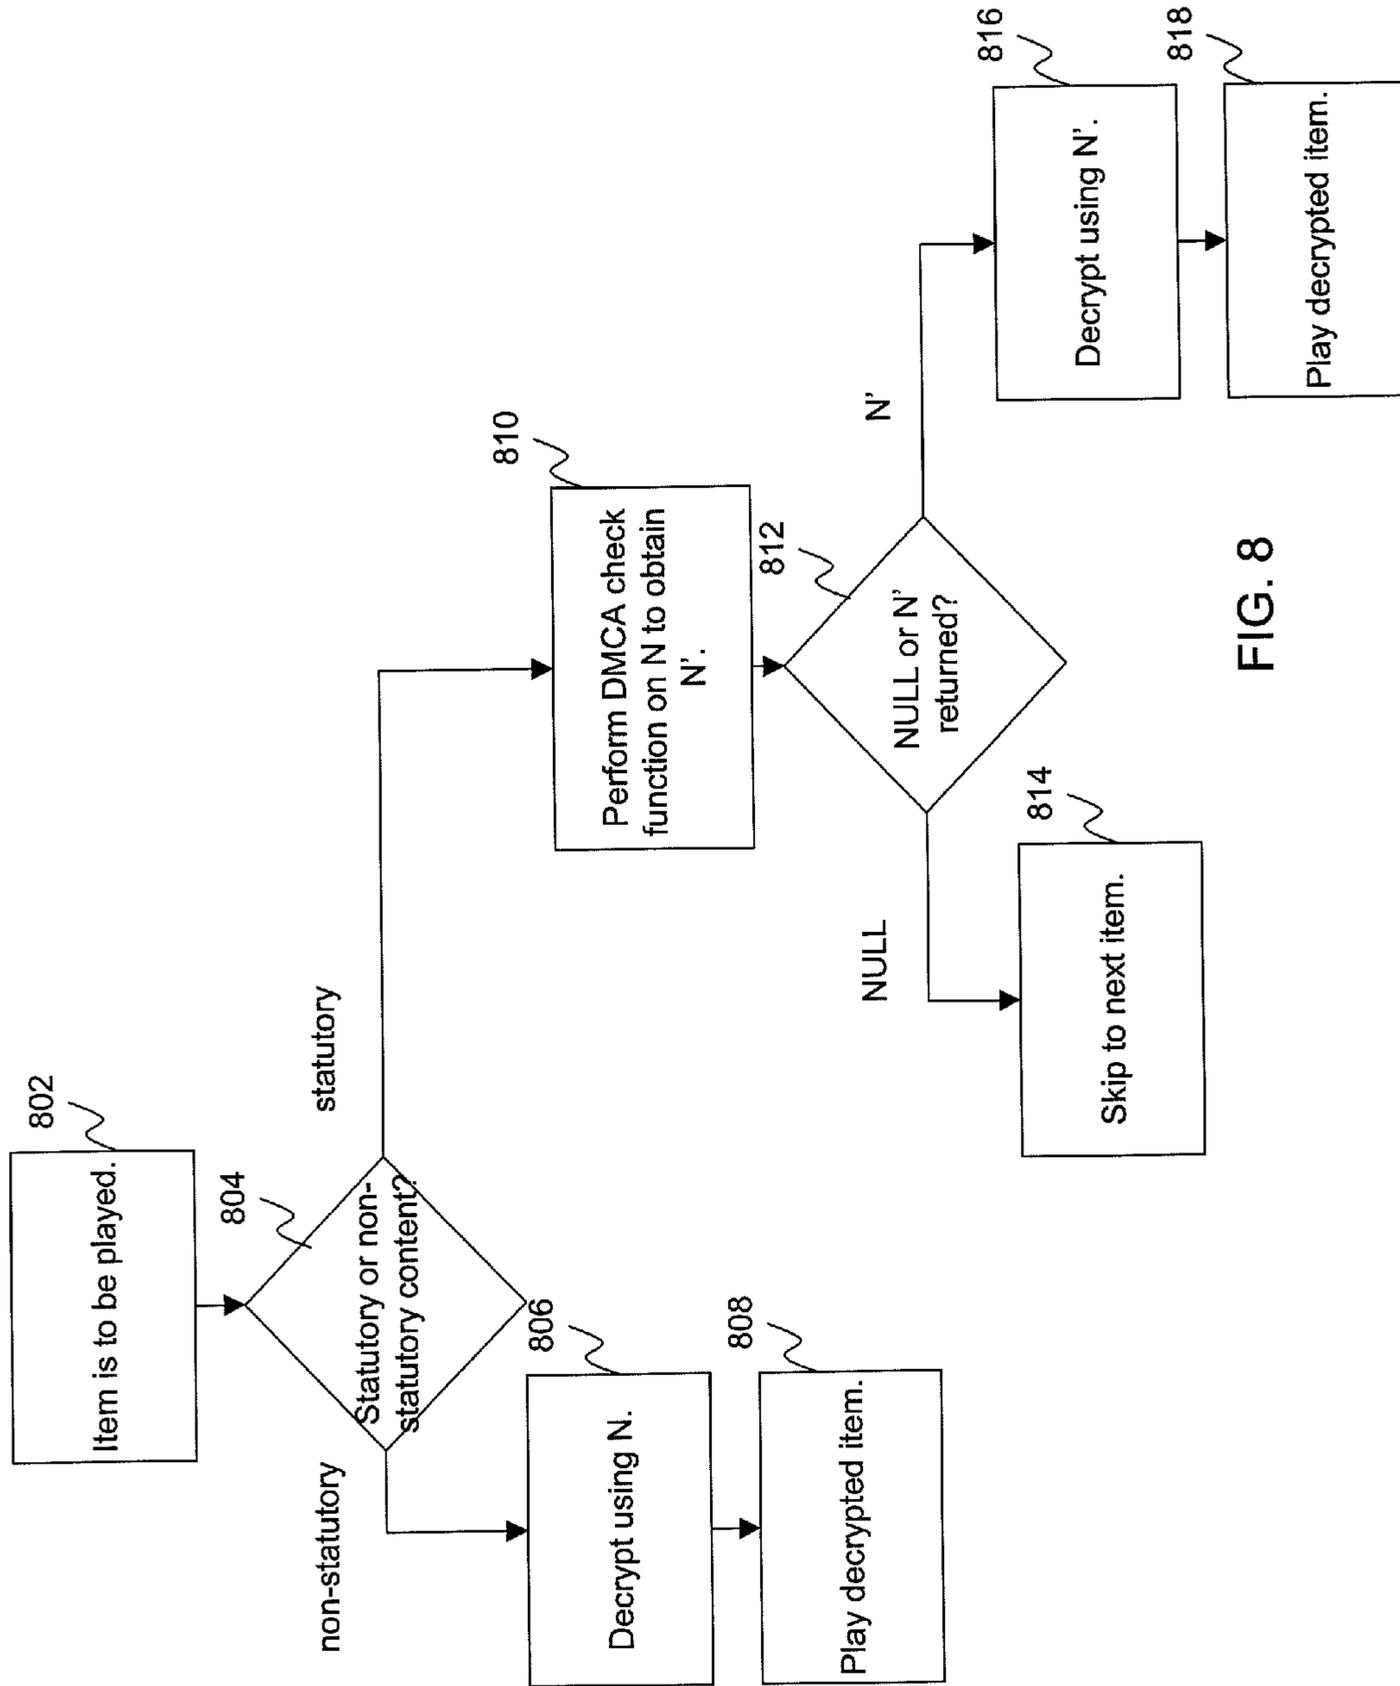 802
Item is to be played.
804
Statutory or non-
statutory content?
non-statutory
statutory
806
Decrypt using N.
808
Play decrypted item.
810
Perform DMCA check
function on N to obtain
N'.
812
NULL or N'
returned?
NULL
N'
814
Skip to next item.
816
Decrypt using N'.
818
Play decrypted item.
FIG. 8